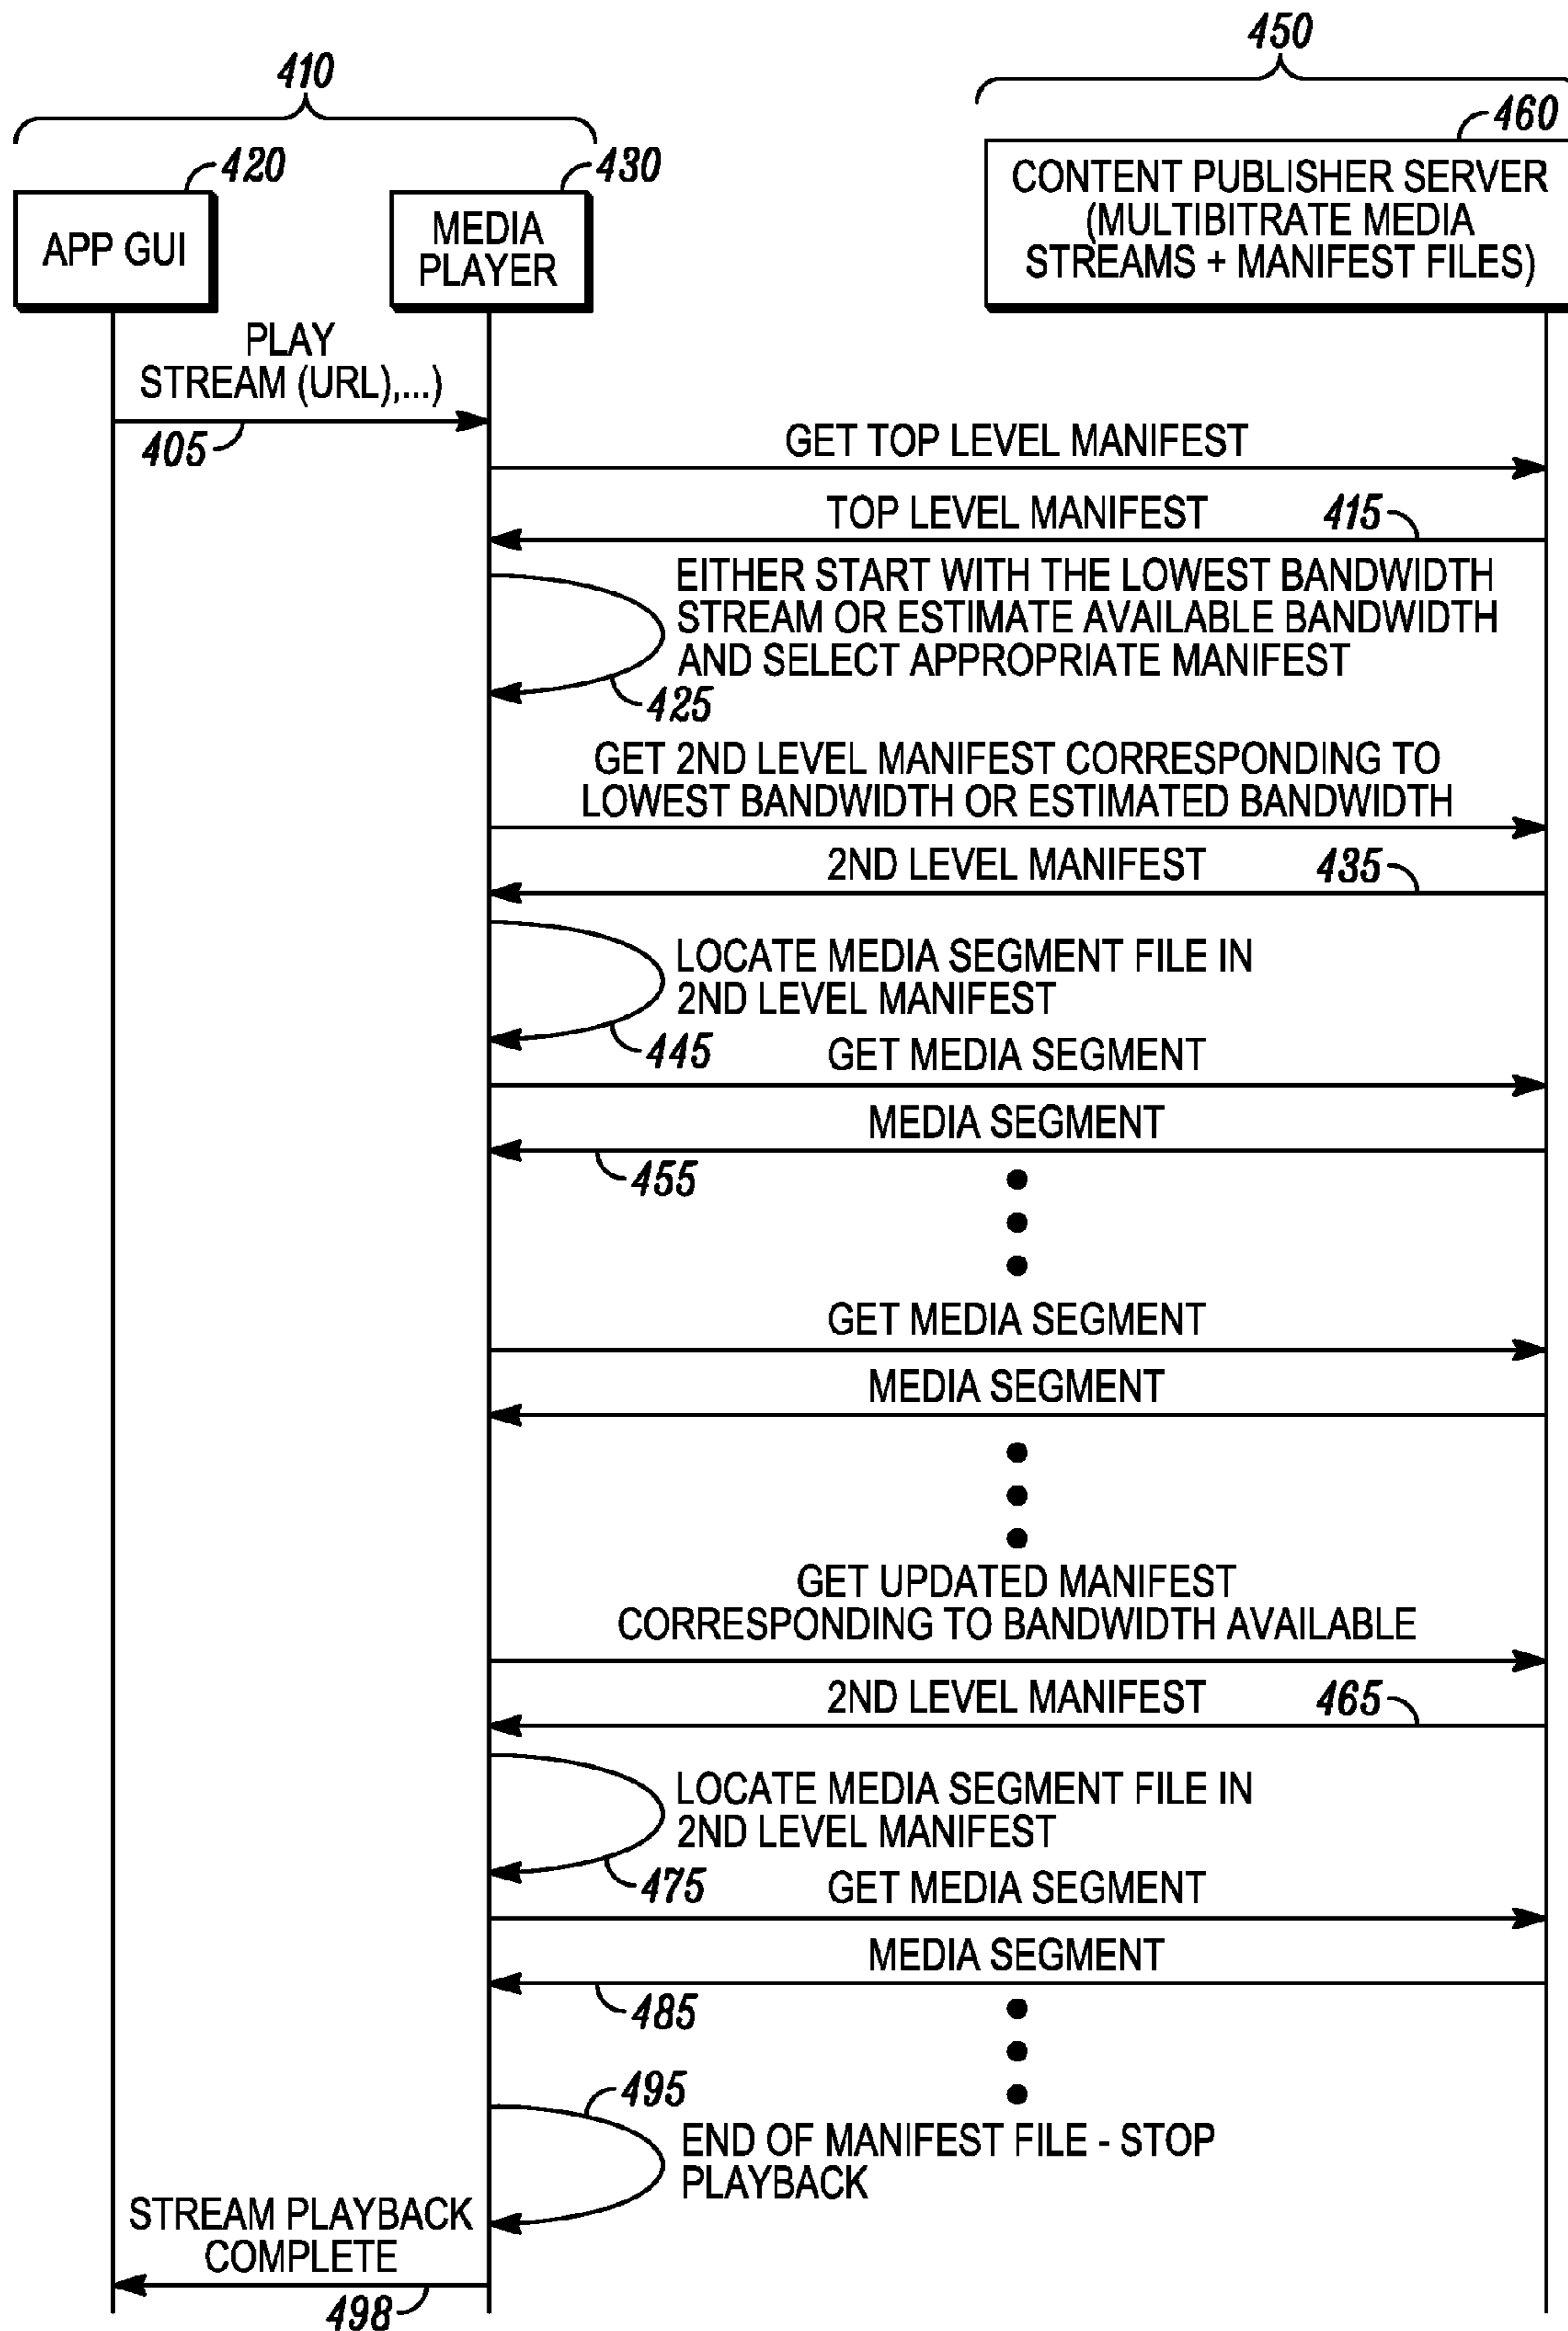 450
410
460
420
430
CONTENT PUBLISHER SERVER
(MULTIBITRATE MEDIA
STREAMS + MANIFEST FILES)
APP GUI
MEDIA
PLAYER
PLAY
STREAM (URL),...)
405
GET TOP LEVEL MANIFEST
TOP LEVEL MANIFEST
415
EITHER START WITH THE LOWEST BANDWIDTH
STREAM OR ESTIMATE AVAILABLE BANDWIDTH
AND SELECT APPROPRIATE MANIFEST
425
GET 2ND LEVEL MANIFEST CORRESPONDING TO
LOWEST BANDWIDTH OR ESTIMATED BANDWIDTH
2ND LEVEL MANIFEST
435
LOCATE MEDIA SEGMENT FILE IN
2ND LEVEL MANIFEST
445
GET MEDIA SEGMENT
MEDIA SEGMENT
455
GET MEDIA SEGMENT
MEDIA SEGMENT
GET UPDATED MANIFEST
CORRESPONDING TO BANDWIDTH AVAILABLE
2ND LEVEL MANIFEST
465
LOCATE MEDIA SEGMENT FILE IN
2ND LEVEL MANIFEST
475
GET MEDIA SEGMENT
MEDIA SEGMENT
485
495
END OF MANIFEST FILE - STOP
PLAYBACK
STREAM PLAYBACK
COMPLETE
498